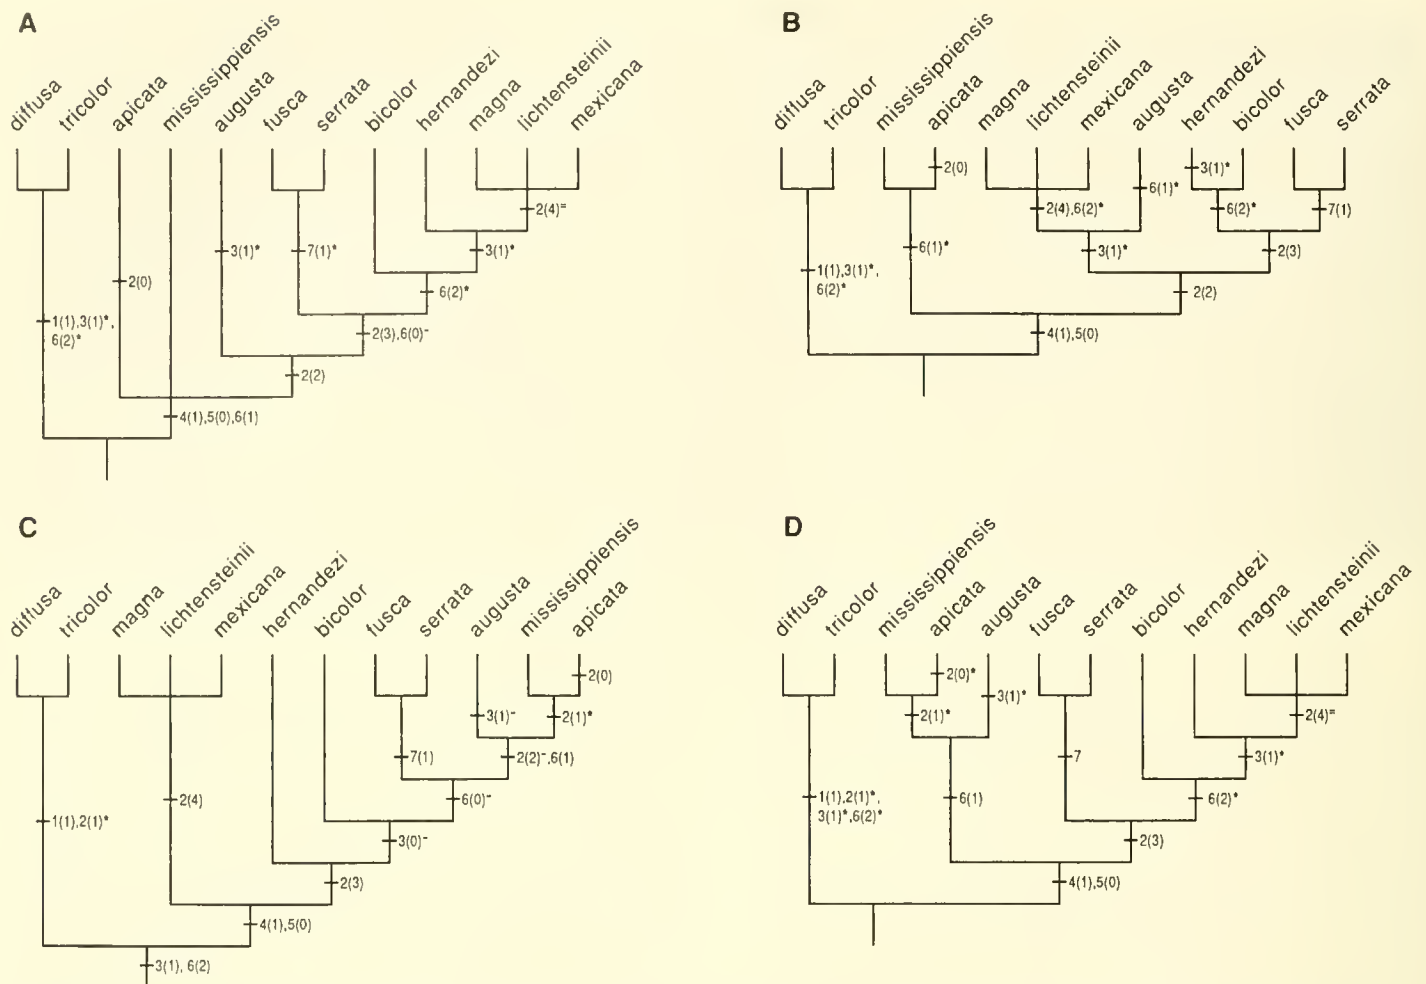 A
diffusa
tricolor
apicata
mississippiensis
augusta
fusca
serrata
bicolor
hernandezi
magna
lichtensteinii
mexicana
2(4)=
3(1)*
7(1)*
3(1)*
2(0)
6(2)*
1(1),3(1)*,
6(2)*
2(3),6(0)-
2(2)
4(1),5(0),6(1)
B
diffusa
tricolor
mississippiensis
apicata
magna
lichtensteinii
mexicana
augusta
hernandezi
bicolor
fusca
serrata
2(0)
3(1)*
6(1)*
2(4),6(2)*
6(2)*
7(1)
6(1)*
3(1)*
2(3)
1(1),3(1)*,
6(2)*
2(2)
4(1),5(0)
C
diffusa
tricolor
magna
lichtensteinii
mexicana
hernandezi
bicolor
fusca
serrata
augusta
mississippiensis
apicata
2(0)
3(1)-
2(1)*
7(1)
2(2)-,6(1)
2(4)
6(0)-
1(1),2(1)*
3(0)-
2(3)
4(1),5(0)
3(1), 6(2)
D
diffusa
tricolor
mississippiensis
apicata
augusta
fusca
serrata
bicolor
hernandezi
magna
lichtensteinii
mexicana
2(0)*
3(1)*
2(1)*
2(4)=
7
3(1)*
1(1),2(1)*,
3(1)*,6(2)*
6(1)
6(2)*
2(3)
4(1),5(0)